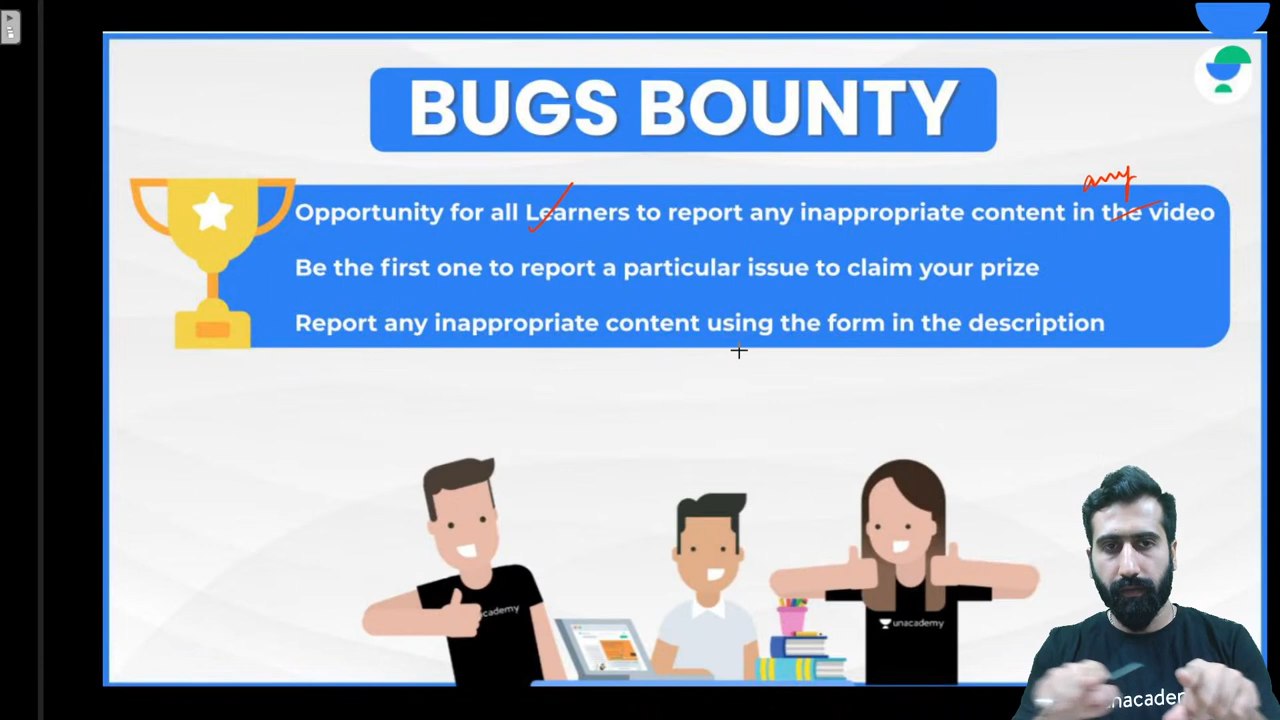 BUGS BOUNTY
any
Opportunity for all Learners to report any inappropriate content in the video
Be the first one to report a particular issue to claim your prize
Report any inappropriate content using the form in the description
unacademy